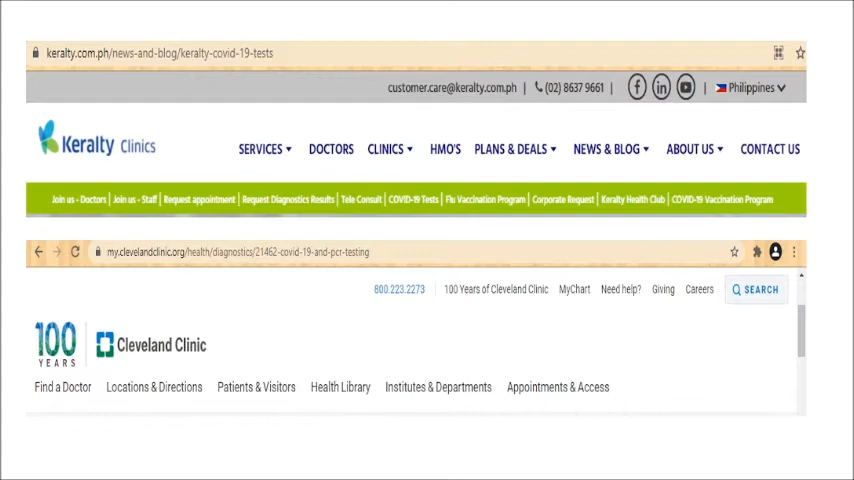 keralty.com.ph/news-and-blog/keralty-covid-19-tests
customer.care@keralty.com.ph | (02) 8637 9661 | | Philippines
Keralty Clinics
SERVICES DOCTORS CLINICS HMO'S PLANS & DEALS NEWS & BLOG ABOUT US CONTACT US
Join us - Doctors | Join us - Staff | Request appointment | Request Diagnostics Results | Tele Consult | COVID-19 Tests | Flu Vaccination Program | Corporate Request | Keralty Health Club | COVID-19 Vaccination Program
my.clevelandclinic.org/health/diagnostics/21462-covid-19-and-pcr-testing
800.223.2273 | 100 Years of Cleveland Clinic MyChart Need help? Giving Careers SEARCH
100 YEARS
Cleveland Clinic
Find a Doctor Locations & Directions Patients & Visitors Health Library Institutes & Departments Appointments & Access